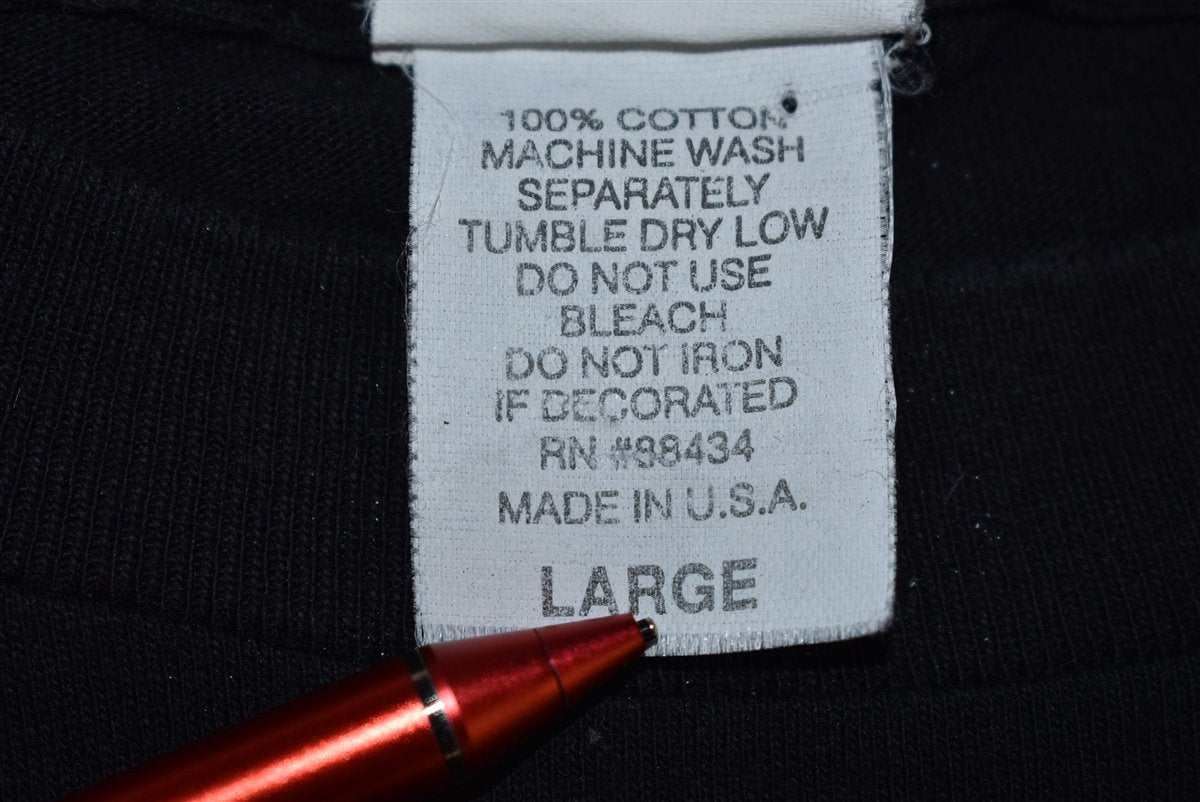 100% COTTON
MACHINE WASH
SEPARATELY
TUMBLE DRY LOW
DO NOT USE
BLEACH
DO NOT IRON
IF DECORATED
RN #88434
MADE IN U.S.A.
LARGE